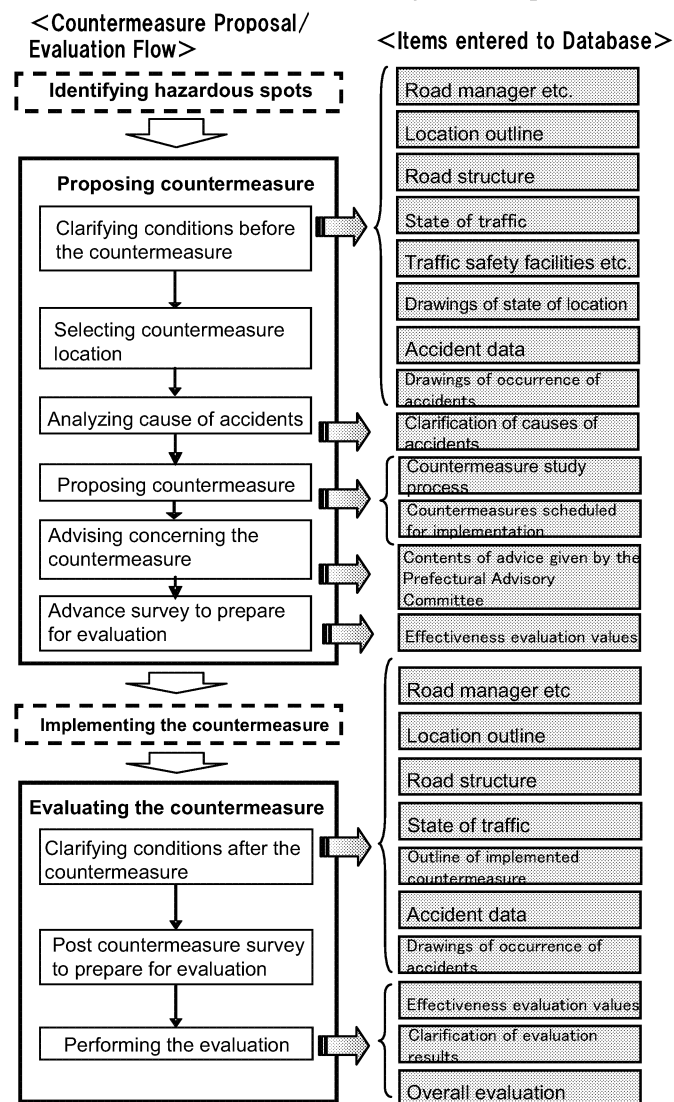 <Countermeasure Proposal/
Evaluation Flow>
Identifying hazardous spots
Proposing countermeasure
Clarifying conditions before
the countermeasure
Selecting countermeasure
location
Analyzing cause of accidents
Proposing countermeasure
Advising concerning the
countermeasure
Advance survey to prepare
for evaluation
Implementing the countermeasure
Evaluating the countermeasure
Clarifying conditions after the
countermeasure
Post countermeasure survey
to prepare for evaluation
Performing the evaluation
<Items entered to Database>
Road manager etc.
Location outline
Road structure
State of traffic
Traffic safety facilities etc.
Drawings of state of location
Accident data
Drawings of occurrence of
accidents
Clarification of causes of
accidents
Countermeasure study
process
Countermeasures scheduled
for implementation
Contents of advice given by the
Prefectural Advisory
Committee
Effectiveness evaluation values
Road manager etc
Location outline
Road structure
State of traffic
Outline of implemented
countermeasure
Accident data
Drawings of occurrence of
accidents
Effectiveness evaluation values
Clarification of evaluation
results
Overall evaluation